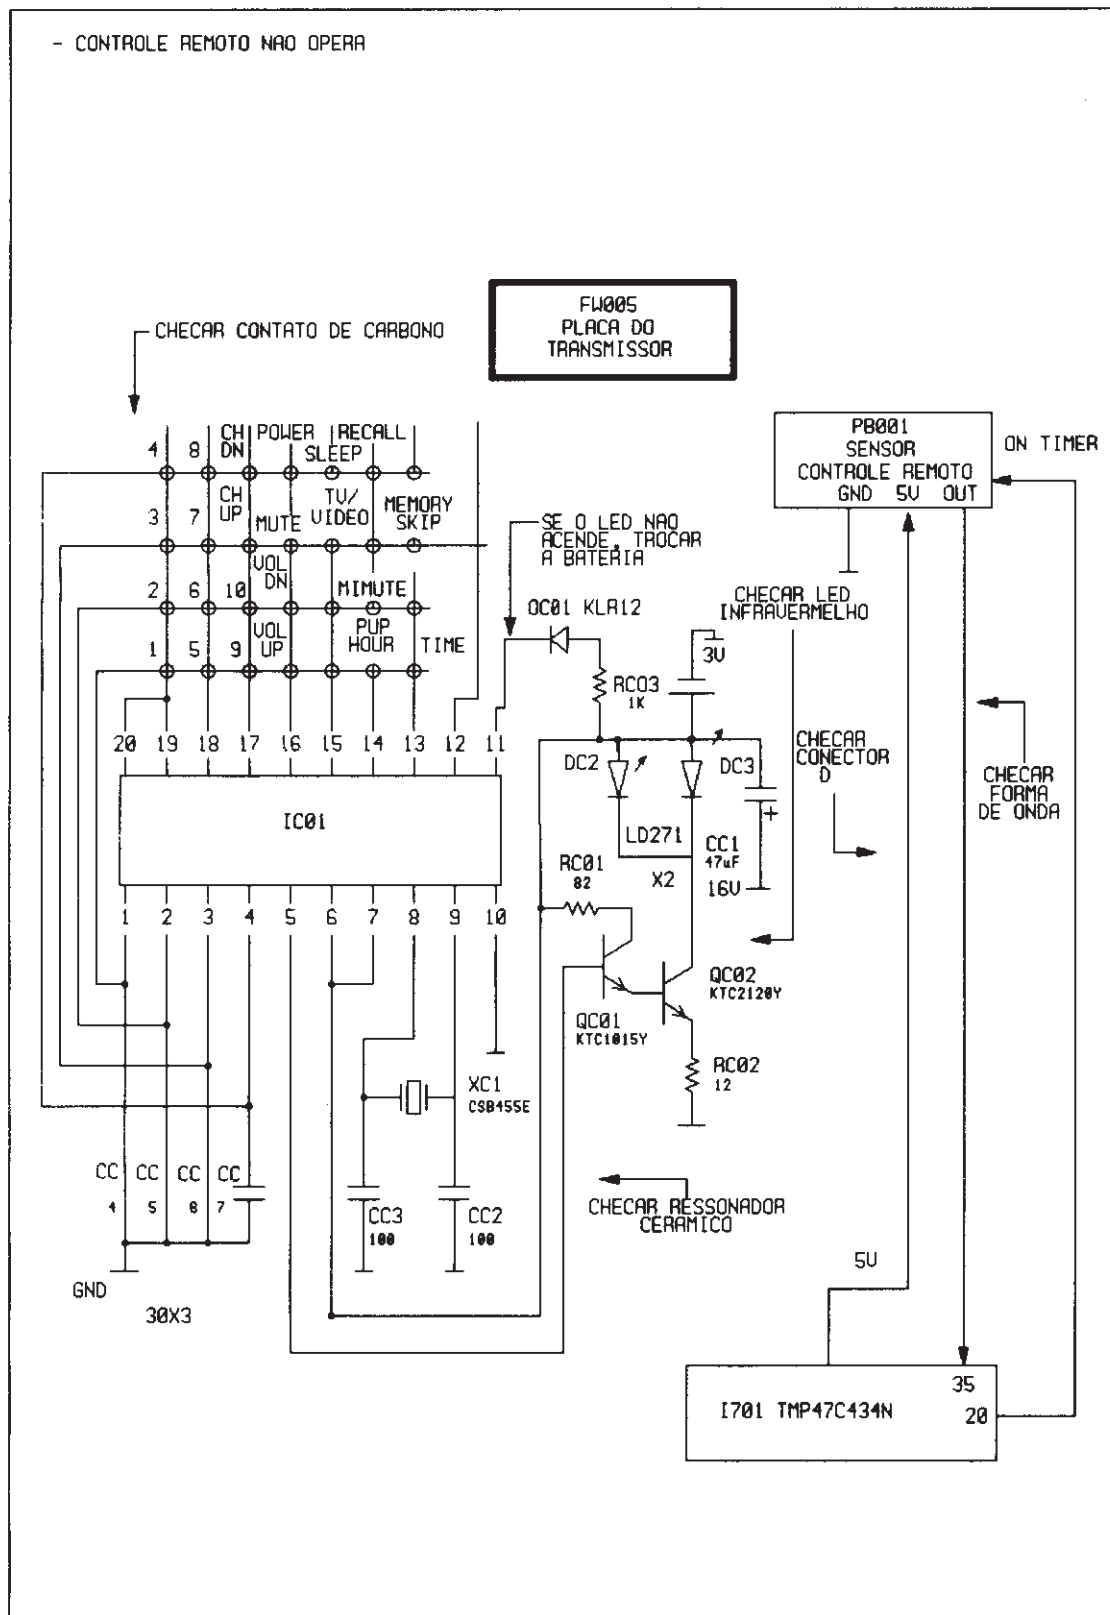 - CONTROLE REMOTO NAO OPERA
FW005
PLACA DO
TRANSMISSOR
CHECAR CONTATO DE CARBONO
4 8 CH DN POWER SLEEP RECALL
3 7 CH UP MUTE TV/VIDEO MEMORY SKIP
2 6 10 VOL DN MIMUTE
1 5 9 VOL UP PUP HOUR TIME
20 19 18 17 16 15 14 13 12 11
IC01
1 2 3 4 5 6 7 8 9 10
SE O LED NAO
ACENDE, TROCAR
A BATERIA
OC01 KLR12
RC03
1K
3V
DC2
DC3
LD271
X2
CC1
47uF
16V
RC01
82
QC01
KTC1015Y
QC02
KTC2120Y
RC02
12
XC1
CSB455E
CC3
100
CC2
100
CC CC CC CC
4 5 6 7
GND
30X3
CHECAR RESSONADOR
CERAMICO
CHECAR LED
INFRAVERMELHO
CHECAR
CONECTOR
D
PB001
SENSOR
CONTROLE REMOTO
GND 5V OUT
ON TIMER
CHECAR
FORMA
DE ONDA
5V
I701 TMP47C434N
35
20